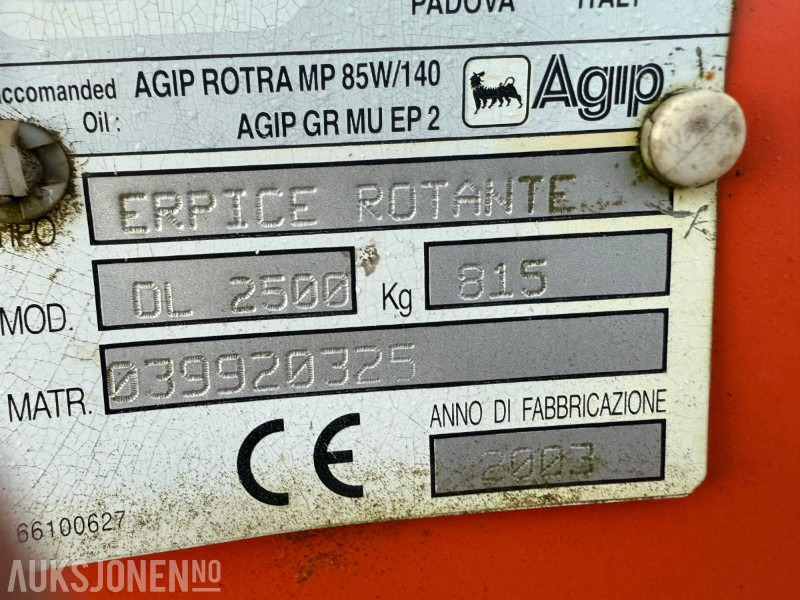 PADOVA ITALY
accomanded AGIP ROTRA MP 85W/140
Oil : AGIP GR MU EP 2
Agip
TIPO ERPICE ROTANTE
MOD. DL 2500 Kg 815
MATR. 039920325
CE ANNO DI FABBRICAZIONE
2003
66100627
AUKSJONEN.NO